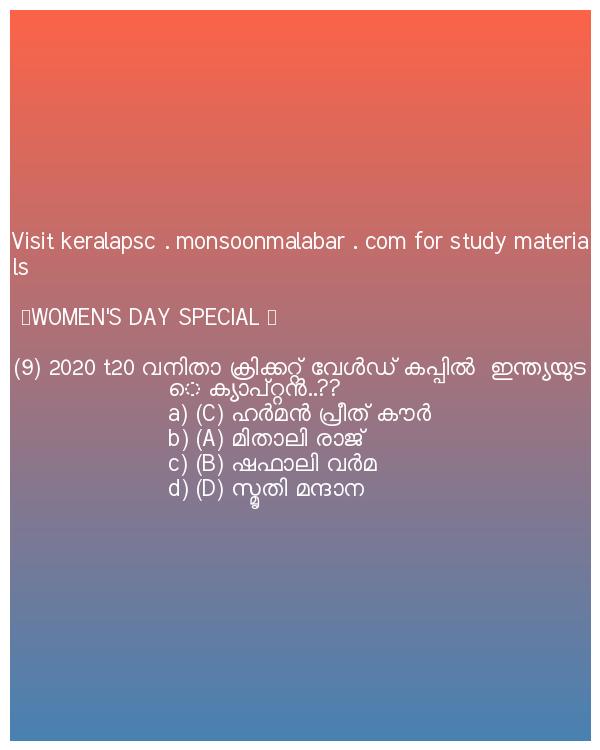 Visit keralapsc . monsoonmalabar . com for study materia
ls
WOMEN'S DAY SPECIAL
(9) 2020 t20 വനിതാ ക്രിക്കറ്റ് വേൾഡ് കപ്പിൽ ഇന്ത്യയുട
െ ക്യാപ്റ്റൻ..??
a) (C) ഹർമൻ പ്രീത് കൗർ
b) (A) മിതാലി രാജ്
c) (B) ഷഫാലി വർമ
d) (D) സ്മൃതി മന്ദാന